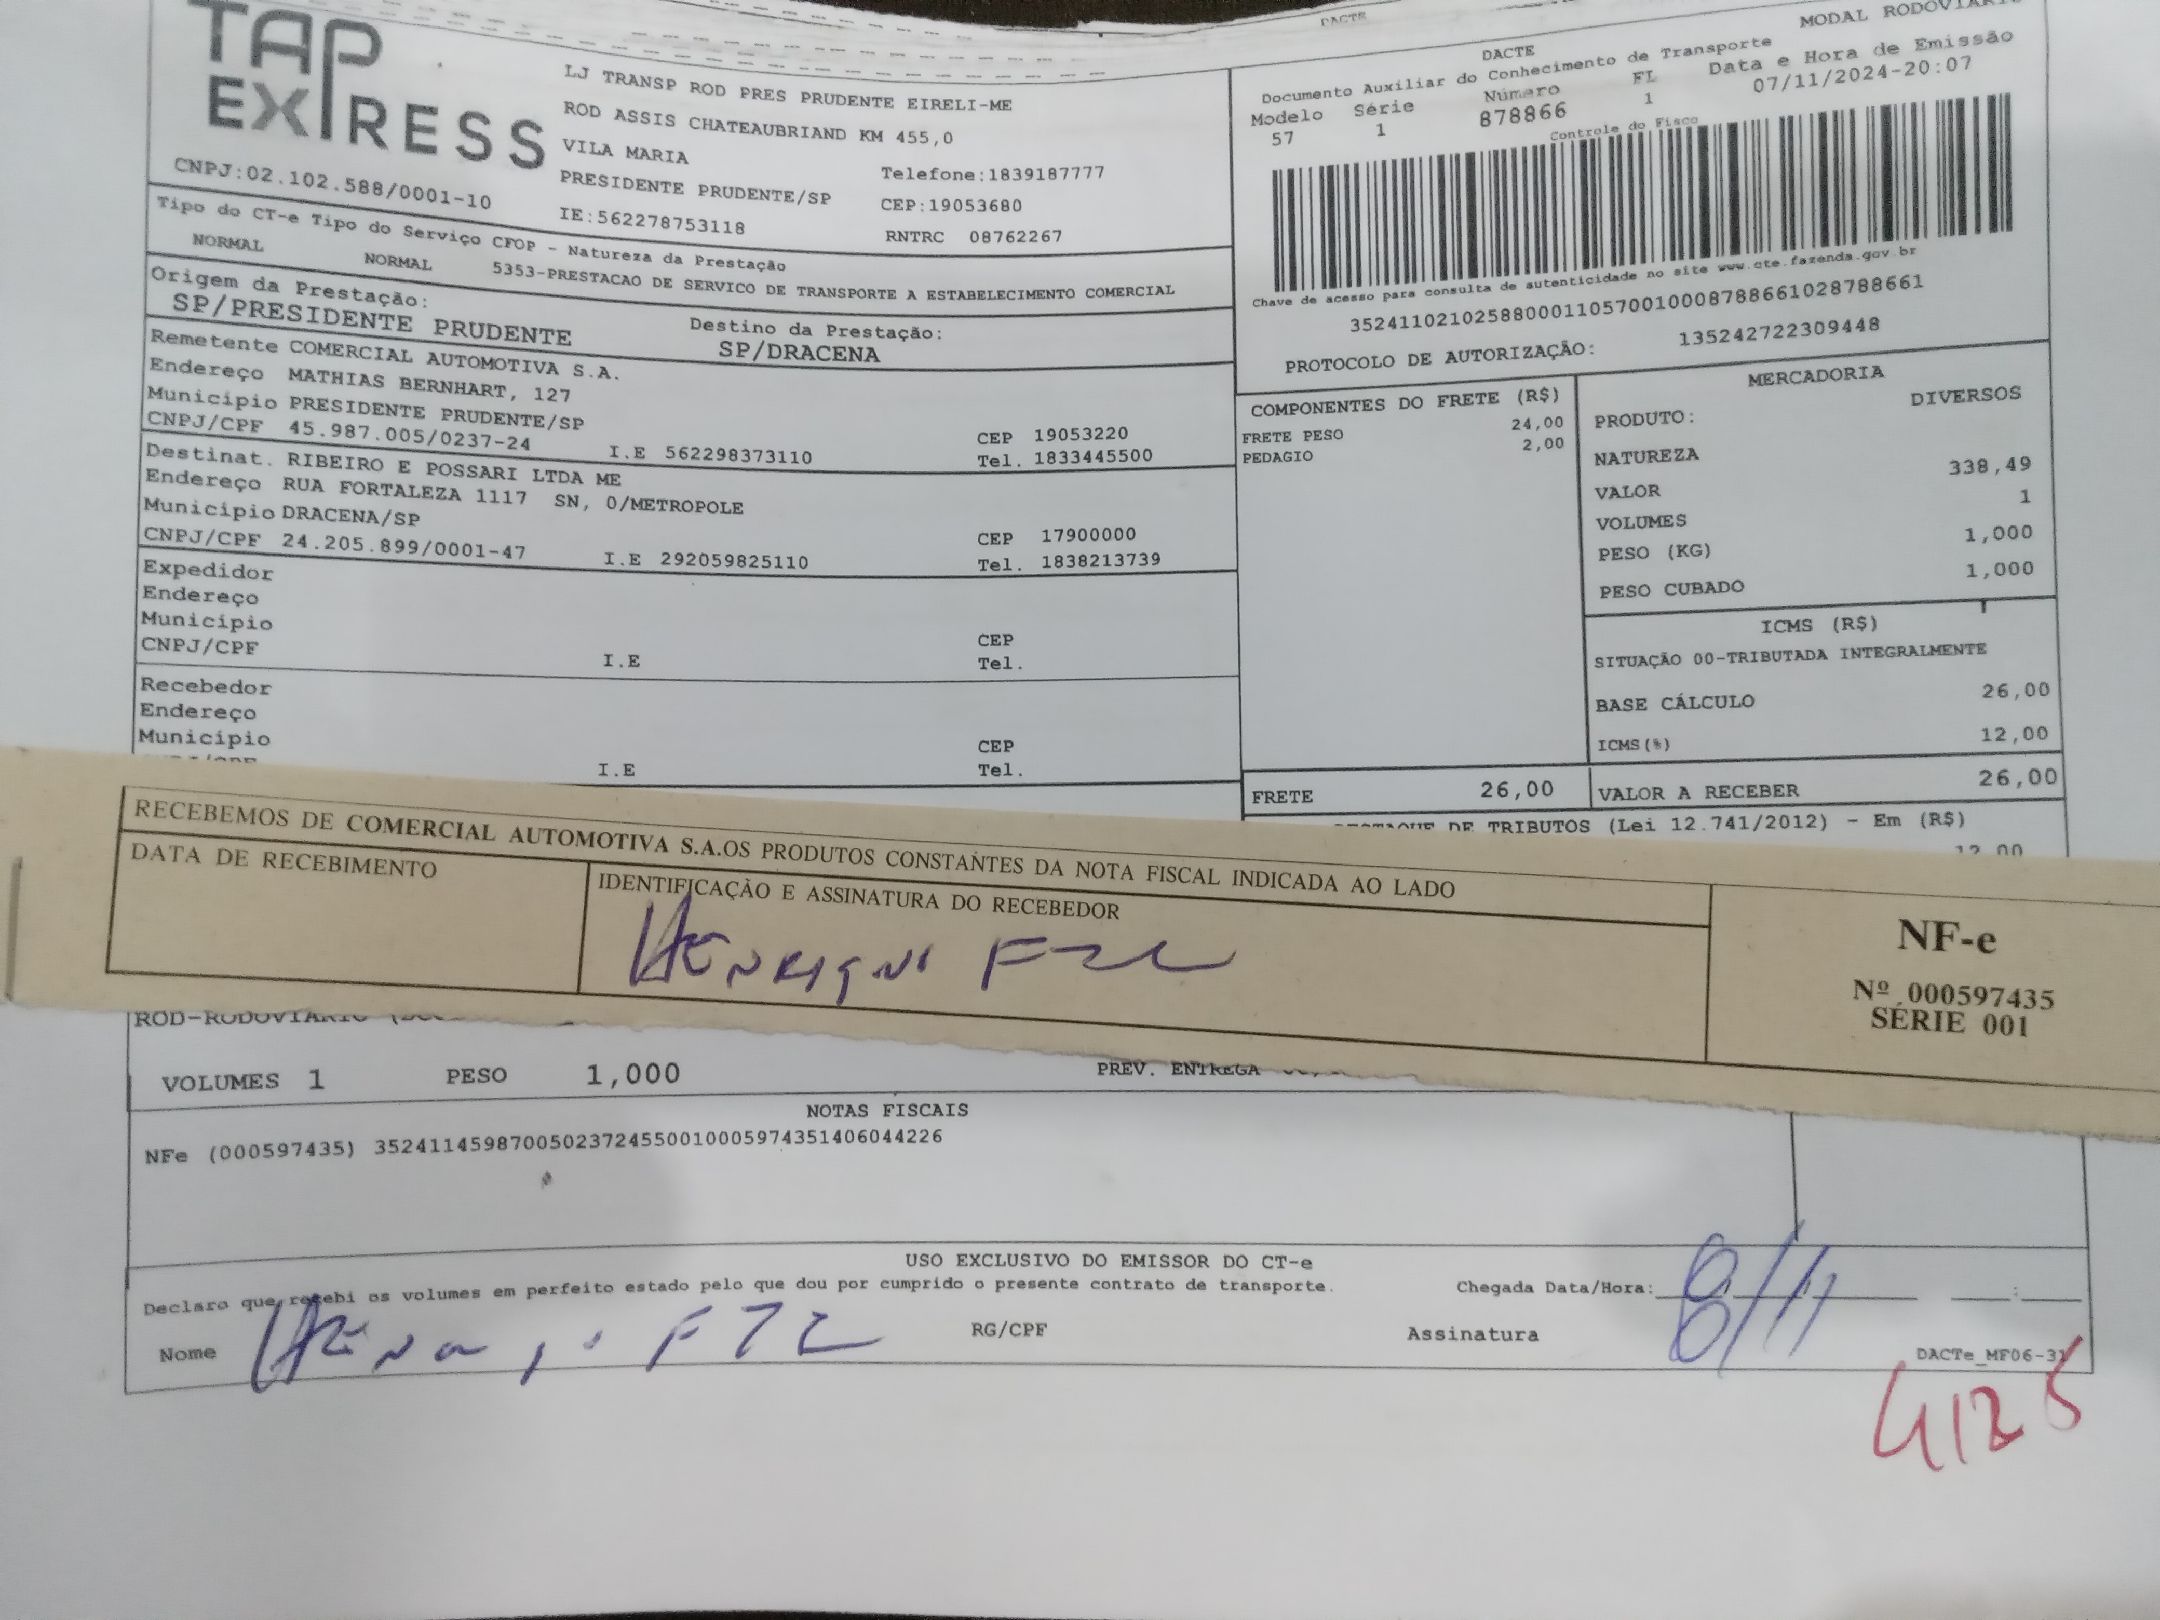 TAP
EXPRESS
CNPJ:02.102.588/0001-10
LJ TRANSP ROD PRES PRUDENTE EIRELI-ME
ROD ASSIS CHATEAUBRIAND KM 455,0
VILA MARIA
PRESIDENTE PRUDENTE/SP
IE:562278753118
Telefone:1839187777
CEP:19053680
RNTRC 08762267
DACTE
DACTE
MODAL RODOVIÁRIO
Documento Auxiliar do Conhecimento de Transporte
Modelo Série Número FL Data e Hora de Emissão
57 1 878866 1 07/11/2024-20:07
Controle do Fisco
Chave de acesso para consulta de autenticidade no site www.cte.fazenda.gov.br
35241102102588000110570010008788661028788661
PROTOCOLO DE AUTORIZAÇÃO: 135242722309448
Tipo do CT-e Tipo do Serviço CFOP - Natureza da Prestação
NORMAL NORMAL 5353-PRESTACAO DE SERVICO DE TRANSPORTE A ESTABELECIMENTO COMERCIAL
Origem da Prestação:
SP/PRESIDENTE PRUDENTE
Destino da Prestação:
SP/DRACENA
Remetente COMERCIAL AUTOMOTIVA S.A.
Endereço MATHIAS BERNHART, 127
Município PRESIDENTE PRUDENTE/SP CEP 19053220
CNPJ/CPF 45.987.005/0237-24 I.E 562298373110 Tel. 1833445500
Destinat. RIBEIRO E POSSARI LTDA ME
Endereço RUA FORTALEZA 1117 SN, 0/METROPOLE
Município DRACENA/SP CEP 17900000
CNPJ/CPF 24.205.899/0001-47 I.E 292059825110 Tel. 1838213739
Expedidor
Endereço
Município CEP
CNPJ/CPF I.E Tel.
Recebedor
Endereço
Município CEP
I.E Tel.
COMPONENTES DO FRETE (R$)
FRETE PESO 24,00
PEDAGIO 2,00
MERCADORIA
PRODUTO: DIVERSOS
NATUREZA
VALOR 338,49
VOLUMES 1
PESO (KG) 1,000
PESO CUBADO 1,000
ICMS (R$)
SITUAÇÃO 00-TRIBUTADA INTEGRALMENTE
BASE CÁLCULO 26,00
ICMS(%) 12,00
FRETE 26,00 VALOR A RECEBER 26,00
DE TRIBUTOS (Lei 12.741/2012) - Em (R$)
12,00
RECEBEMOS DE COMERCIAL AUTOMOTIVA S.A.OS PRODUTOS CONSTANTES DA NOTA FISCAL INDICADA AO LADO
DATA DE RECEBIMENTO
IDENTIFICAÇÃO E ASSINATURA DO RECEBEDOR
NF-e
Nº 000597435
SÉRIE 001
ROD-RODOVIÁRIO
VOLUMES 1 PESO 1,000 PREV. ENTREGA
NOTAS FISCAIS
NFe (000597435) 35241145987005023724550010005974351406044226
USO EXCLUSIVO DO EMISSOR DO CT-e
Declaro que recebi os volumes em perfeito estado pelo que dou por cumprido o presente contrato de transporte.
Chegada Data/Hora: 8/11 :
Nome RG/CPF Assinatura
DACTe_MF06-31